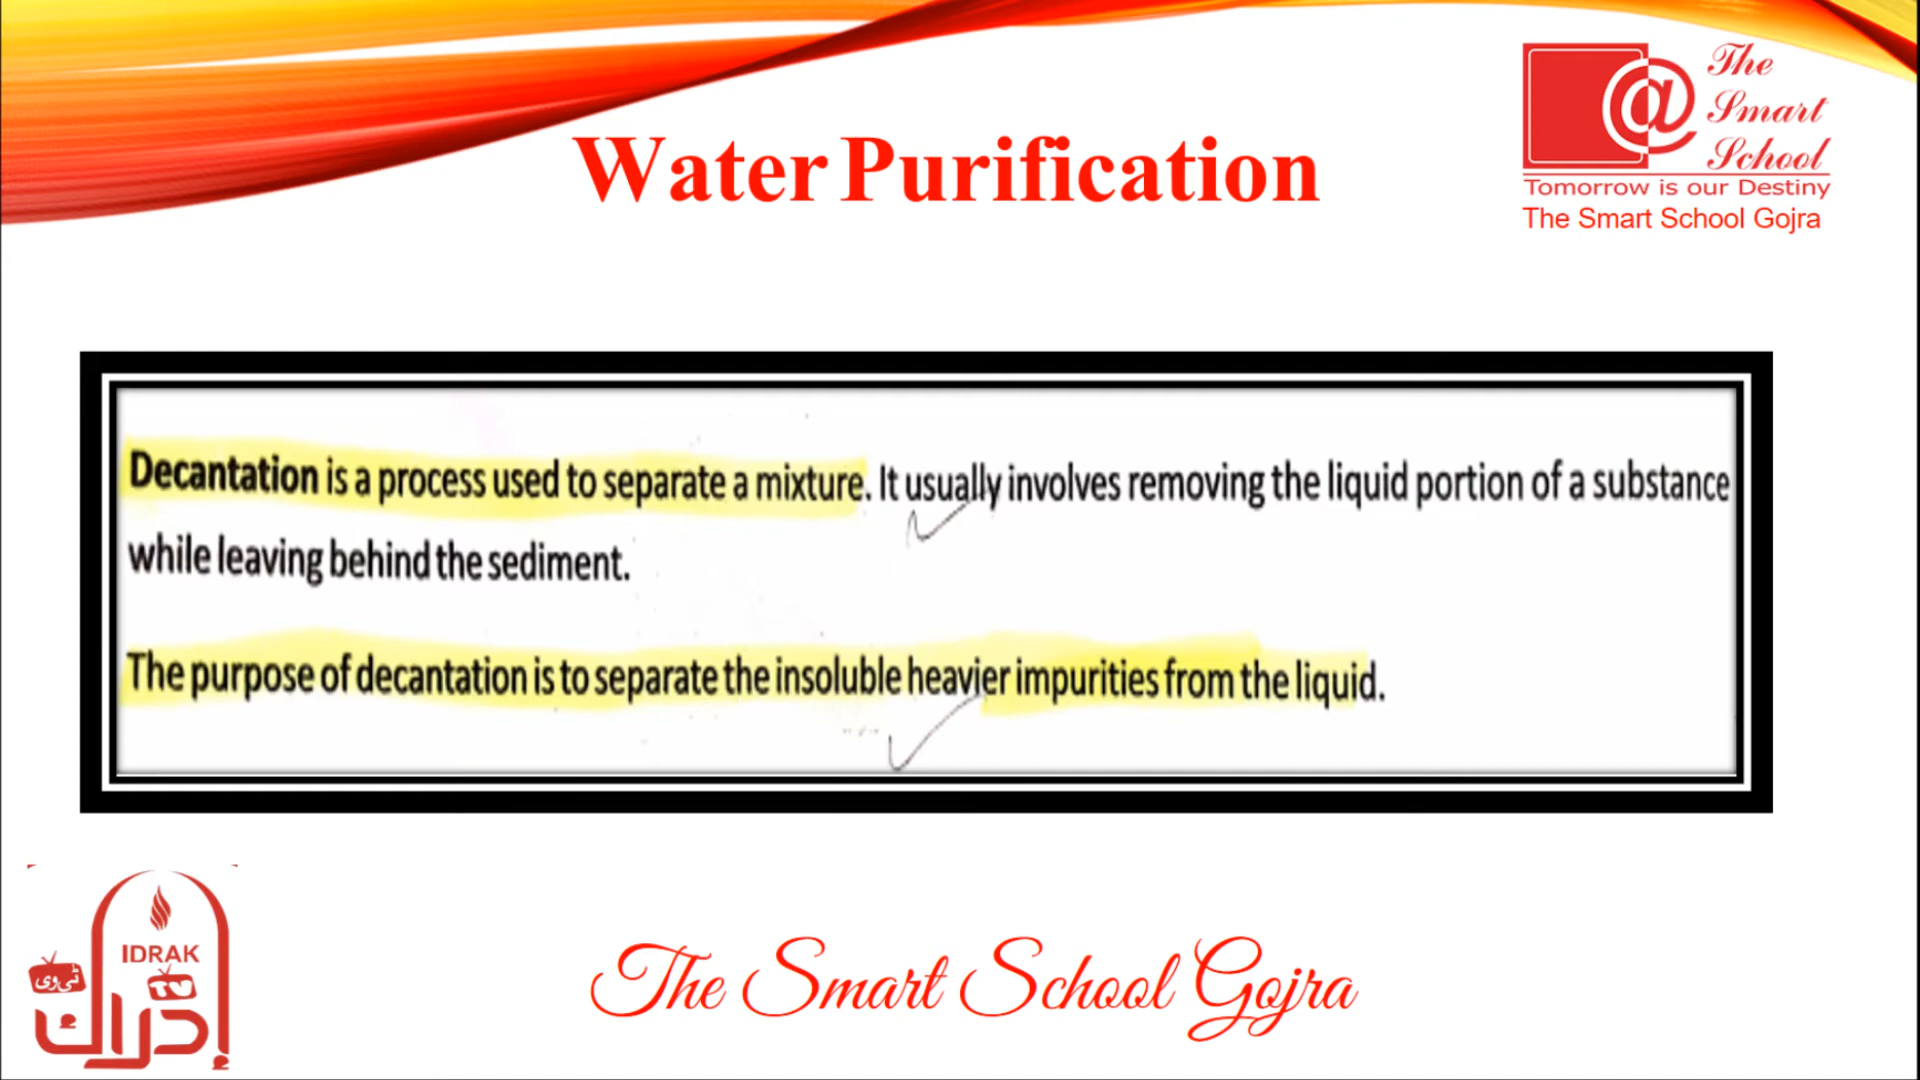 The
Smart
School
Tomorrow is our Destiny
The Smart School Gojra
Water Purification
Decantation is a process used to separate a mixture. It usually involves removing the liquid portion of a substance
while leaving behind the sediment.
The purpose of decantation is to separate the insoluble heavier impurities from the liquid.
IDRAK
ٹی وی
TV
إدراك
The Smart School Gojra